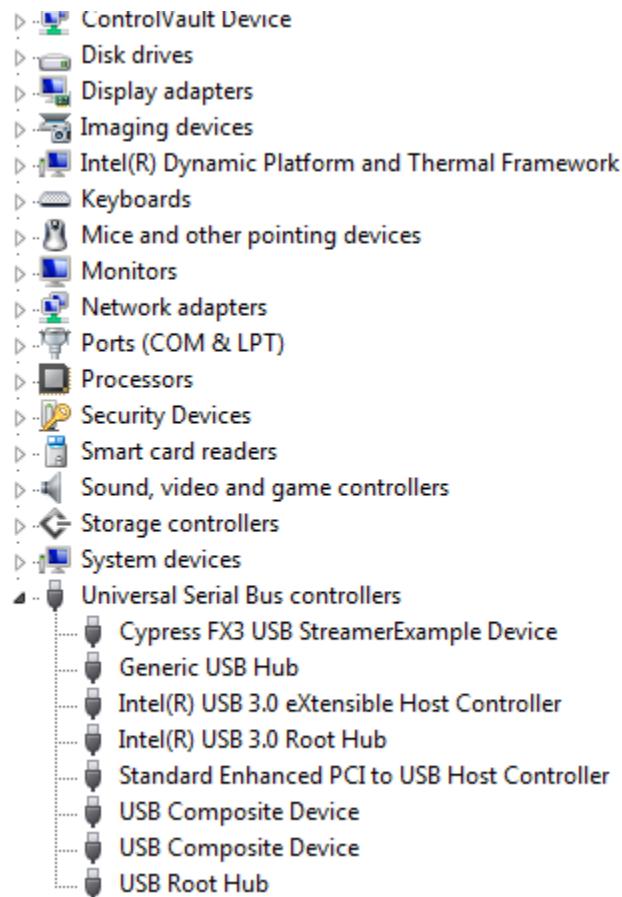 ControlVault Device
Disk drives
Display adapters
Imaging devices
Intel(R) Dynamic Platform and Thermal Framework
Keyboards
Mice and other pointing devices
Monitors
Network adapters
Ports (COM & LPT)
Processors
Security Devices
Smart card readers
Sound, video and game controllers
Storage controllers
System devices
Universal Serial Bus controllers
Cypress FX3 USB StreamerExample Device
Generic USB Hub
Intel(R) USB 3.0 eXtensible Host Controller
Intel(R) USB 3.0 Root Hub
Standard Enhanced PCI to USB Host Controller
USB Composite Device
USB Composite Device
USB Root Hub